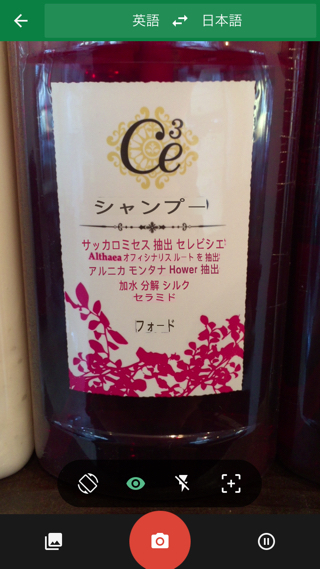 英語 日本語
Ce3
シャンプー
サッカロミセス 抽出 セレビシエ
Althaea オフィシナリス ルート を 抽出
アルニカ モンタナ Hower 抽出
加水 分解 シルク
セラミド
フォード